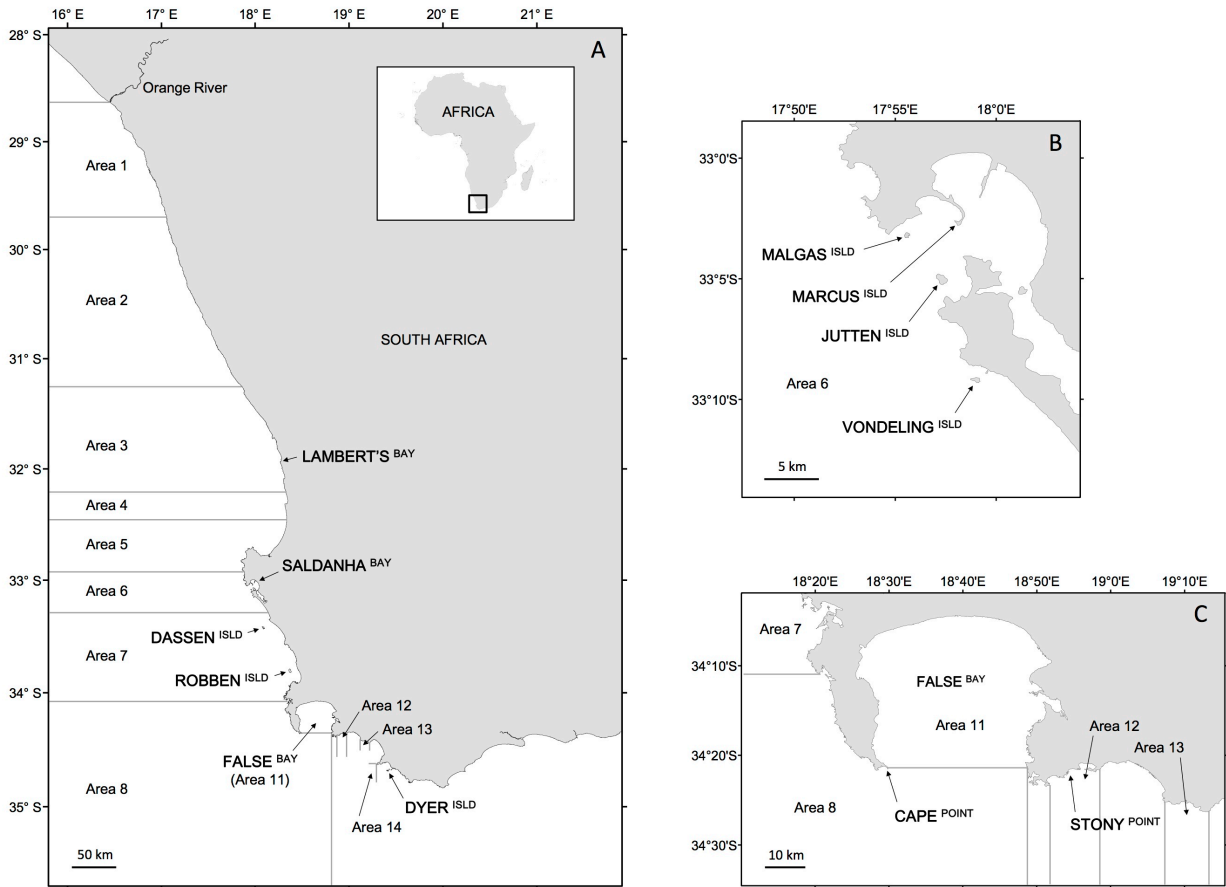 16° E 17° E 18° E 19° E 20° E 21° E
A
28° S
29° S
30° S
31° S
32° S
33° S
34° S
35° S
Orange River
AFRICA
Area 1
Area 2
SOUTH AFRICA
Area 3
LAMBERT'S BAY
Area 4
Area 5
SALDANHA BAY
Area 6
DASSEN ISLD
Area 7
ROBBEN ISLD
Area 12
Area 13
FALSE BAY
(Area 11)
Area 8
DYER ISLD
Area 14
50 km
17°50'E 17°55'E 18°0'E
B
33°0'S
33°5'S
33°10'S
MALGAS ISLD
MARCUS ISLD
JUTTEN ISLD
Area 6
VONDELING ISLD
5 km
18°20'E 18°30'E 18°40'E 18°50'E 19°0'E 19°10'E
C
Area 7
34°10'S
34°20'S
34°30'S
FALSE BAY
Area 11
Area 12
Area 13
Area 8
CAPE POINT
STONY POINT
10 km